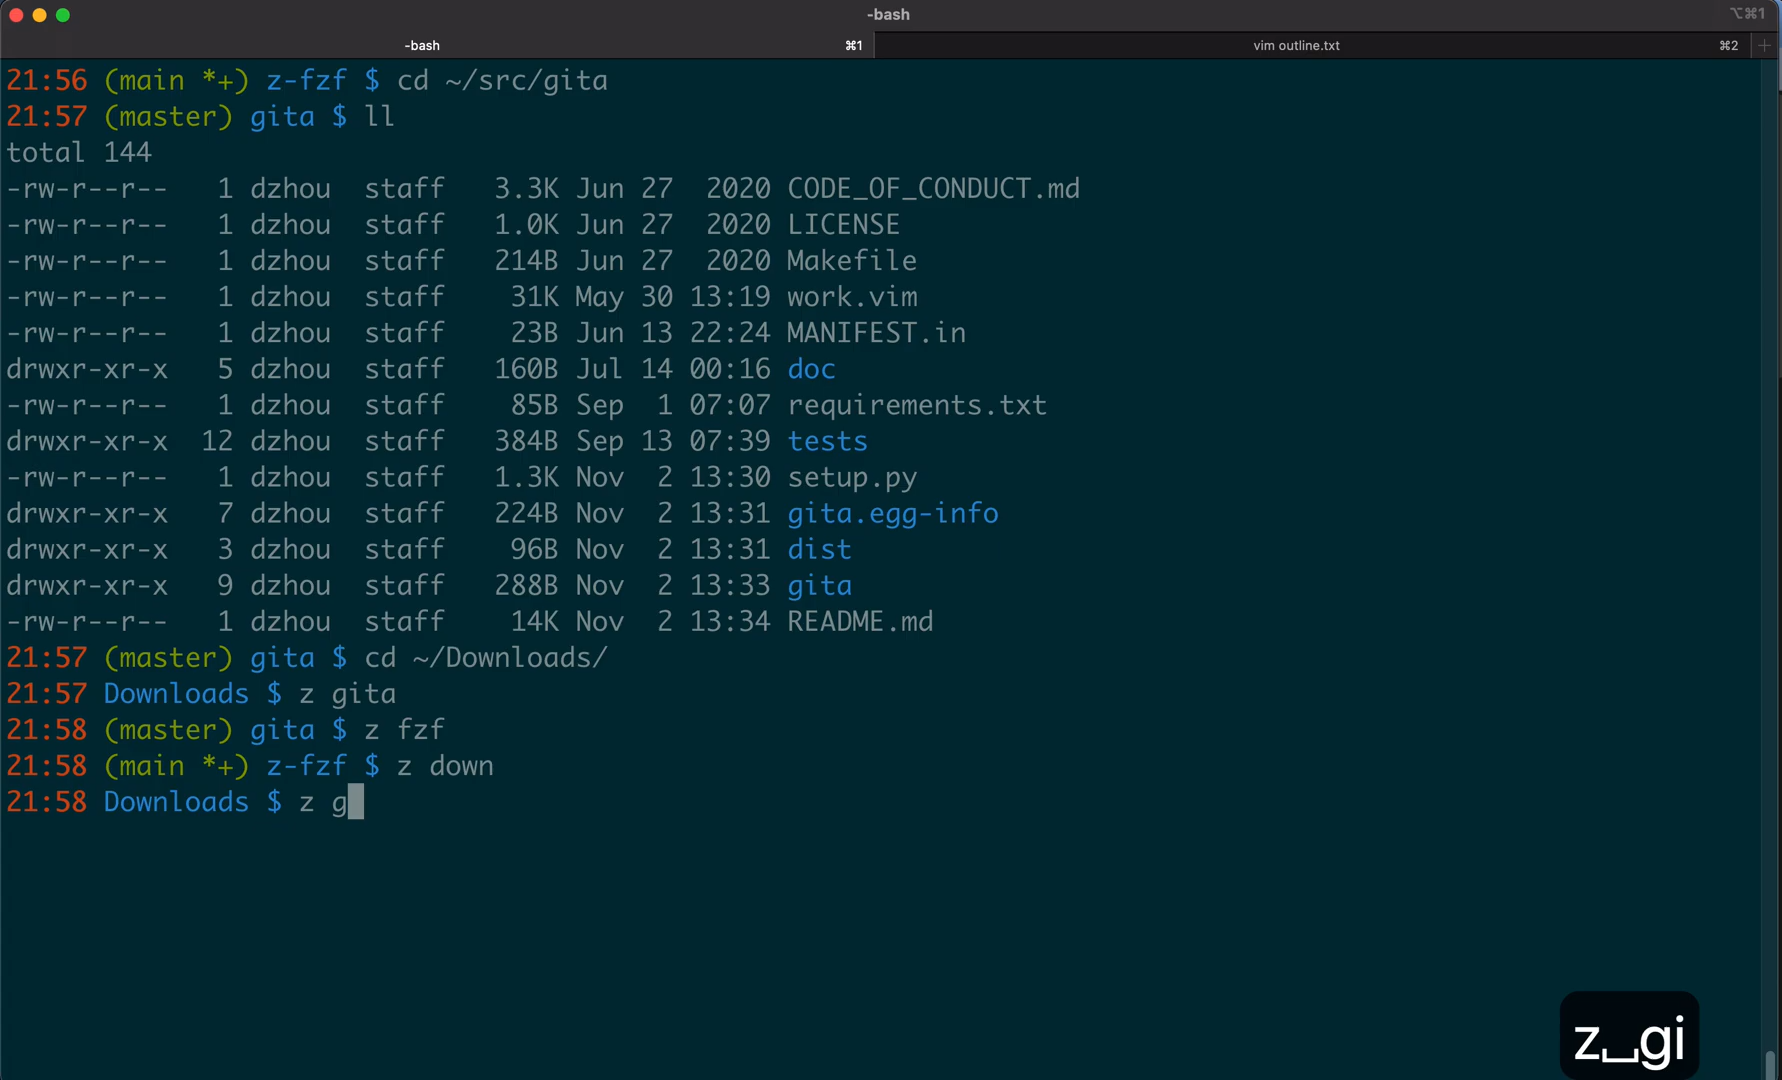 -bash
⌥⌘1
-bash ⌘1 vim outline.txt ⌘2 +
21:56 (main *+) z-fzf $ cd ~/src/gita
21:57 (master) gita $ ll
total 144
-rw-r--r-- 1 dzhou staff 3.3K Jun 27 2020 CODE_OF_CONDUCT.md
-rw-r--r-- 1 dzhou staff 1.0K Jun 27 2020 LICENSE
-rw-r--r-- 1 dzhou staff 214B Jun 27 2020 Makefile
-rw-r--r-- 1 dzhou staff 31K May 30 13:19 work.vim
-rw-r--r-- 1 dzhou staff 23B Jun 13 22:24 MANIFEST.in
drwxr-xr-x 5 dzhou staff 160B Jul 14 00:16 doc
-rw-r--r-- 1 dzhou staff 85B Sep 1 07:07 requirements.txt
drwxr-xr-x 12 dzhou staff 384B Sep 13 07:39 tests
-rw-r--r-- 1 dzhou staff 1.3K Nov 2 13:30 setup.py
drwxr-xr-x 7 dzhou staff 224B Nov 2 13:31 gita.egg-info
drwxr-xr-x 3 dzhou staff 96B Nov 2 13:31 dist
drwxr-xr-x 9 dzhou staff 288B Nov 2 13:33 gita
-rw-r--r-- 1 dzhou staff 14K Nov 2 13:34 README.md
21:57 (master) gita $ cd ~/Downloads/
21:57 Downloads $ z gita
21:58 (master) gita $ z fzf
21:58 (main *+) z-fzf $ z down
21:58 Downloads $ z g
z␣gi